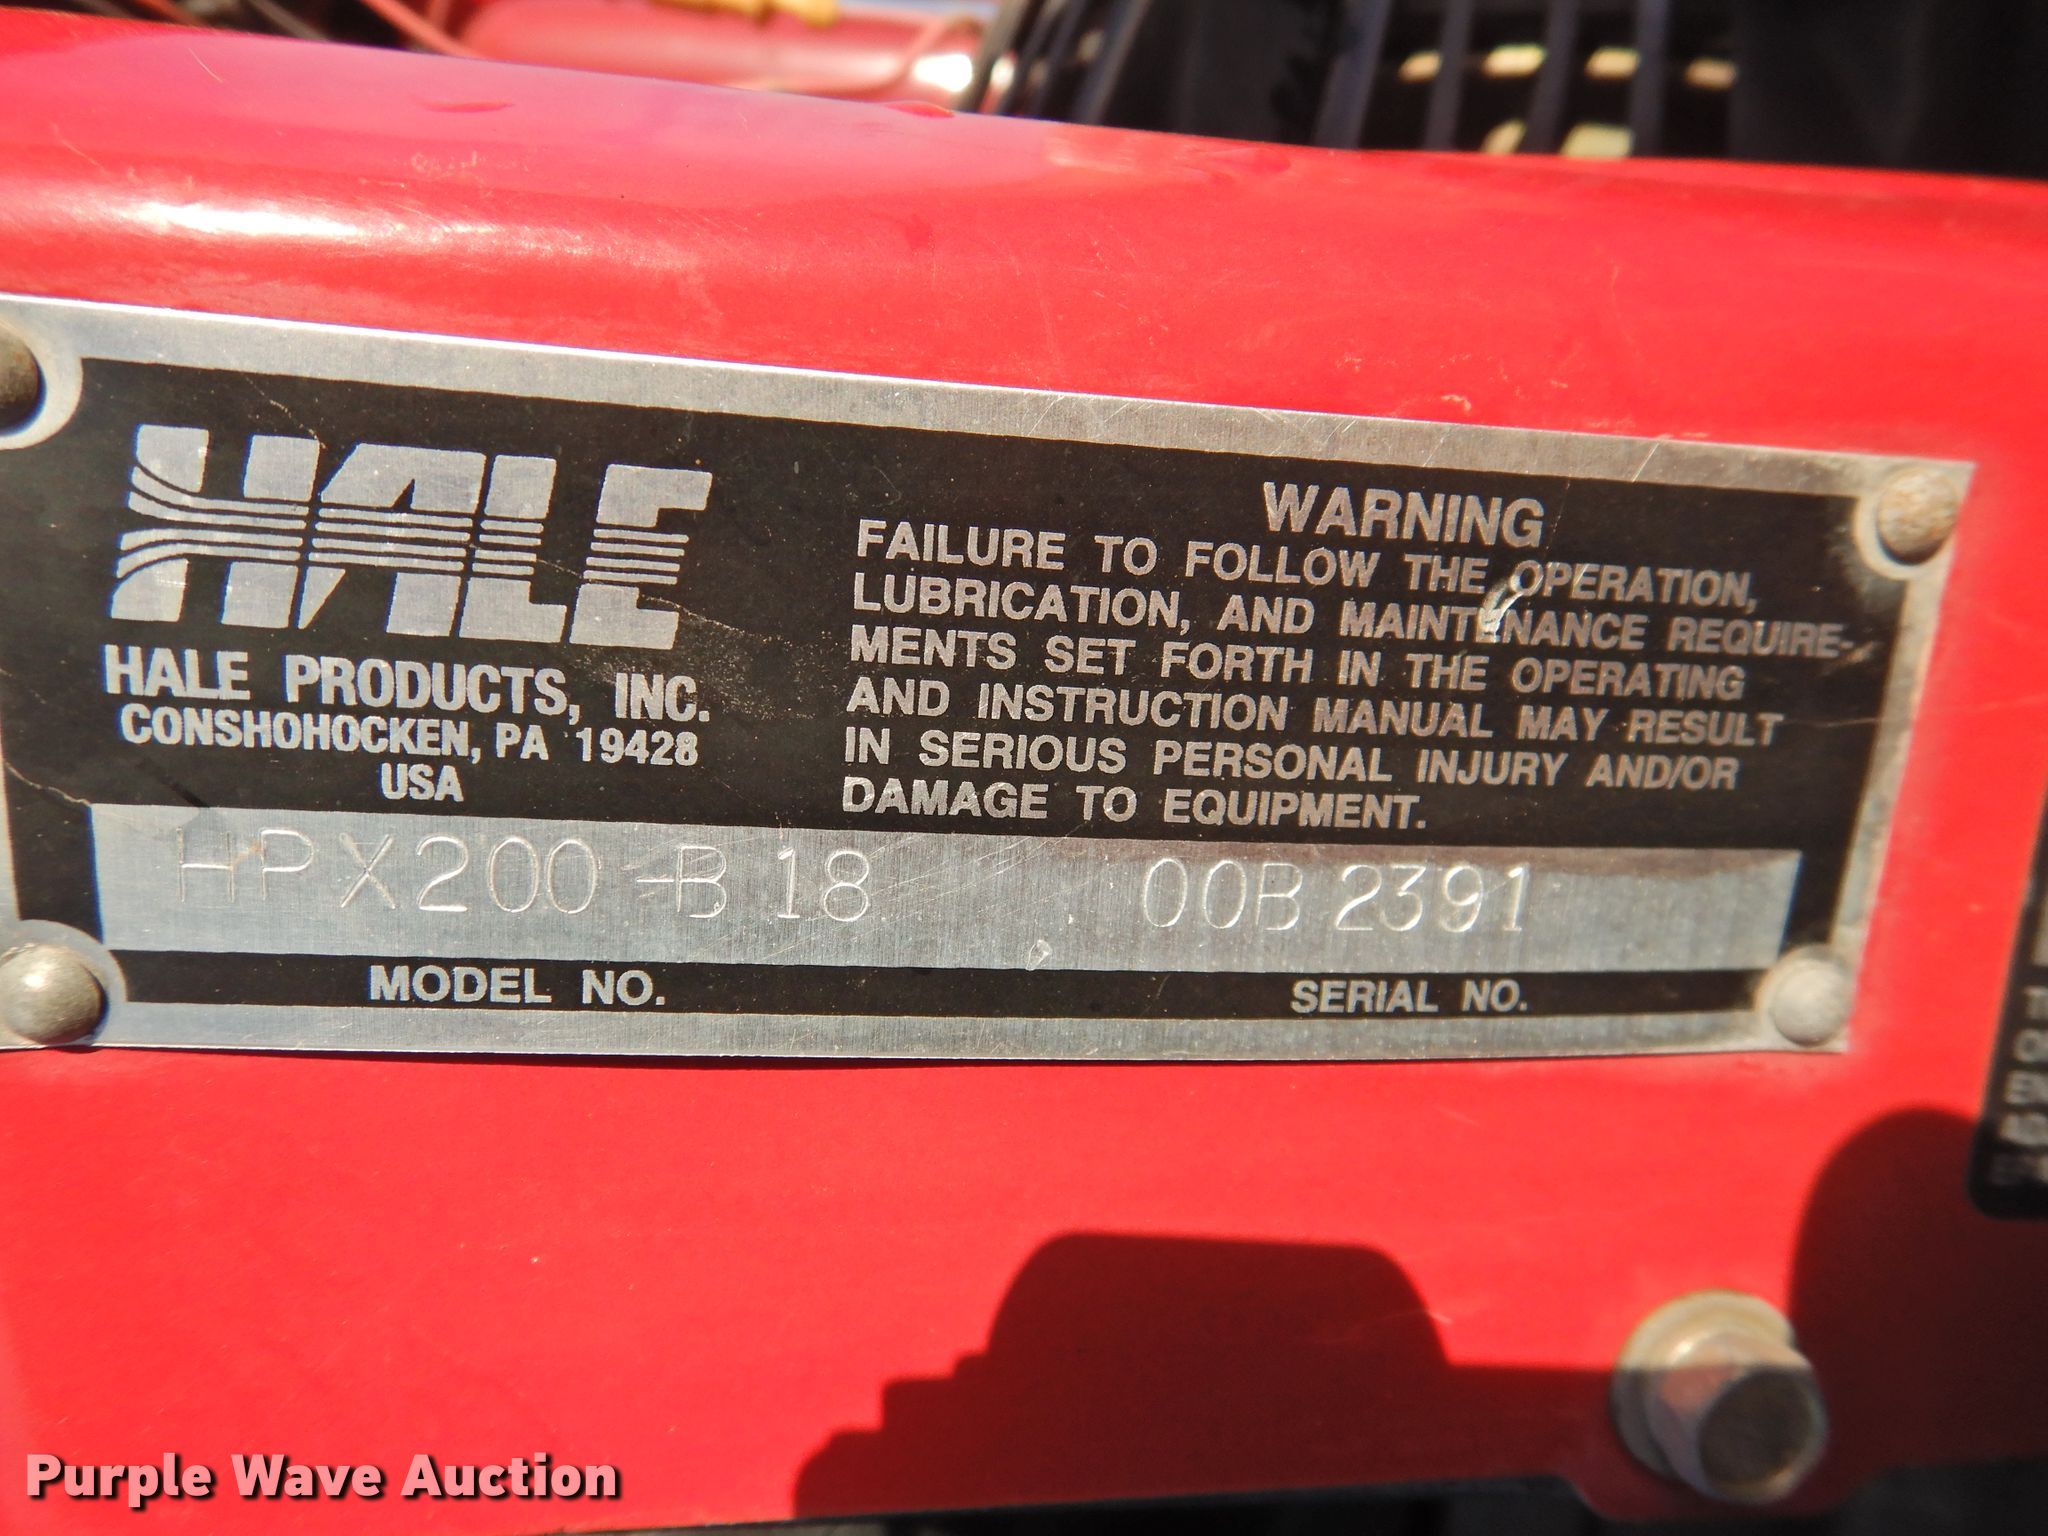 HALE
HALE PRODUCTS, INC.
CONSHOHOCKEN, PA 19428
USA
WARNING
FAILURE TO FOLLOW THE OPERATION,
LUBRICATION, AND MAINTENANCE REQUIRE-
MENTS SET FORTH IN THE OPERATING
AND INSTRUCTION MANUAL MAY RESULT
IN SERIOUS PERSONAL INJURY AND/OR
DAMAGE TO EQUIPMENT.
HPX200-B18 00B2391
MODEL NO. SERIAL NO.
Purple Wave Auction